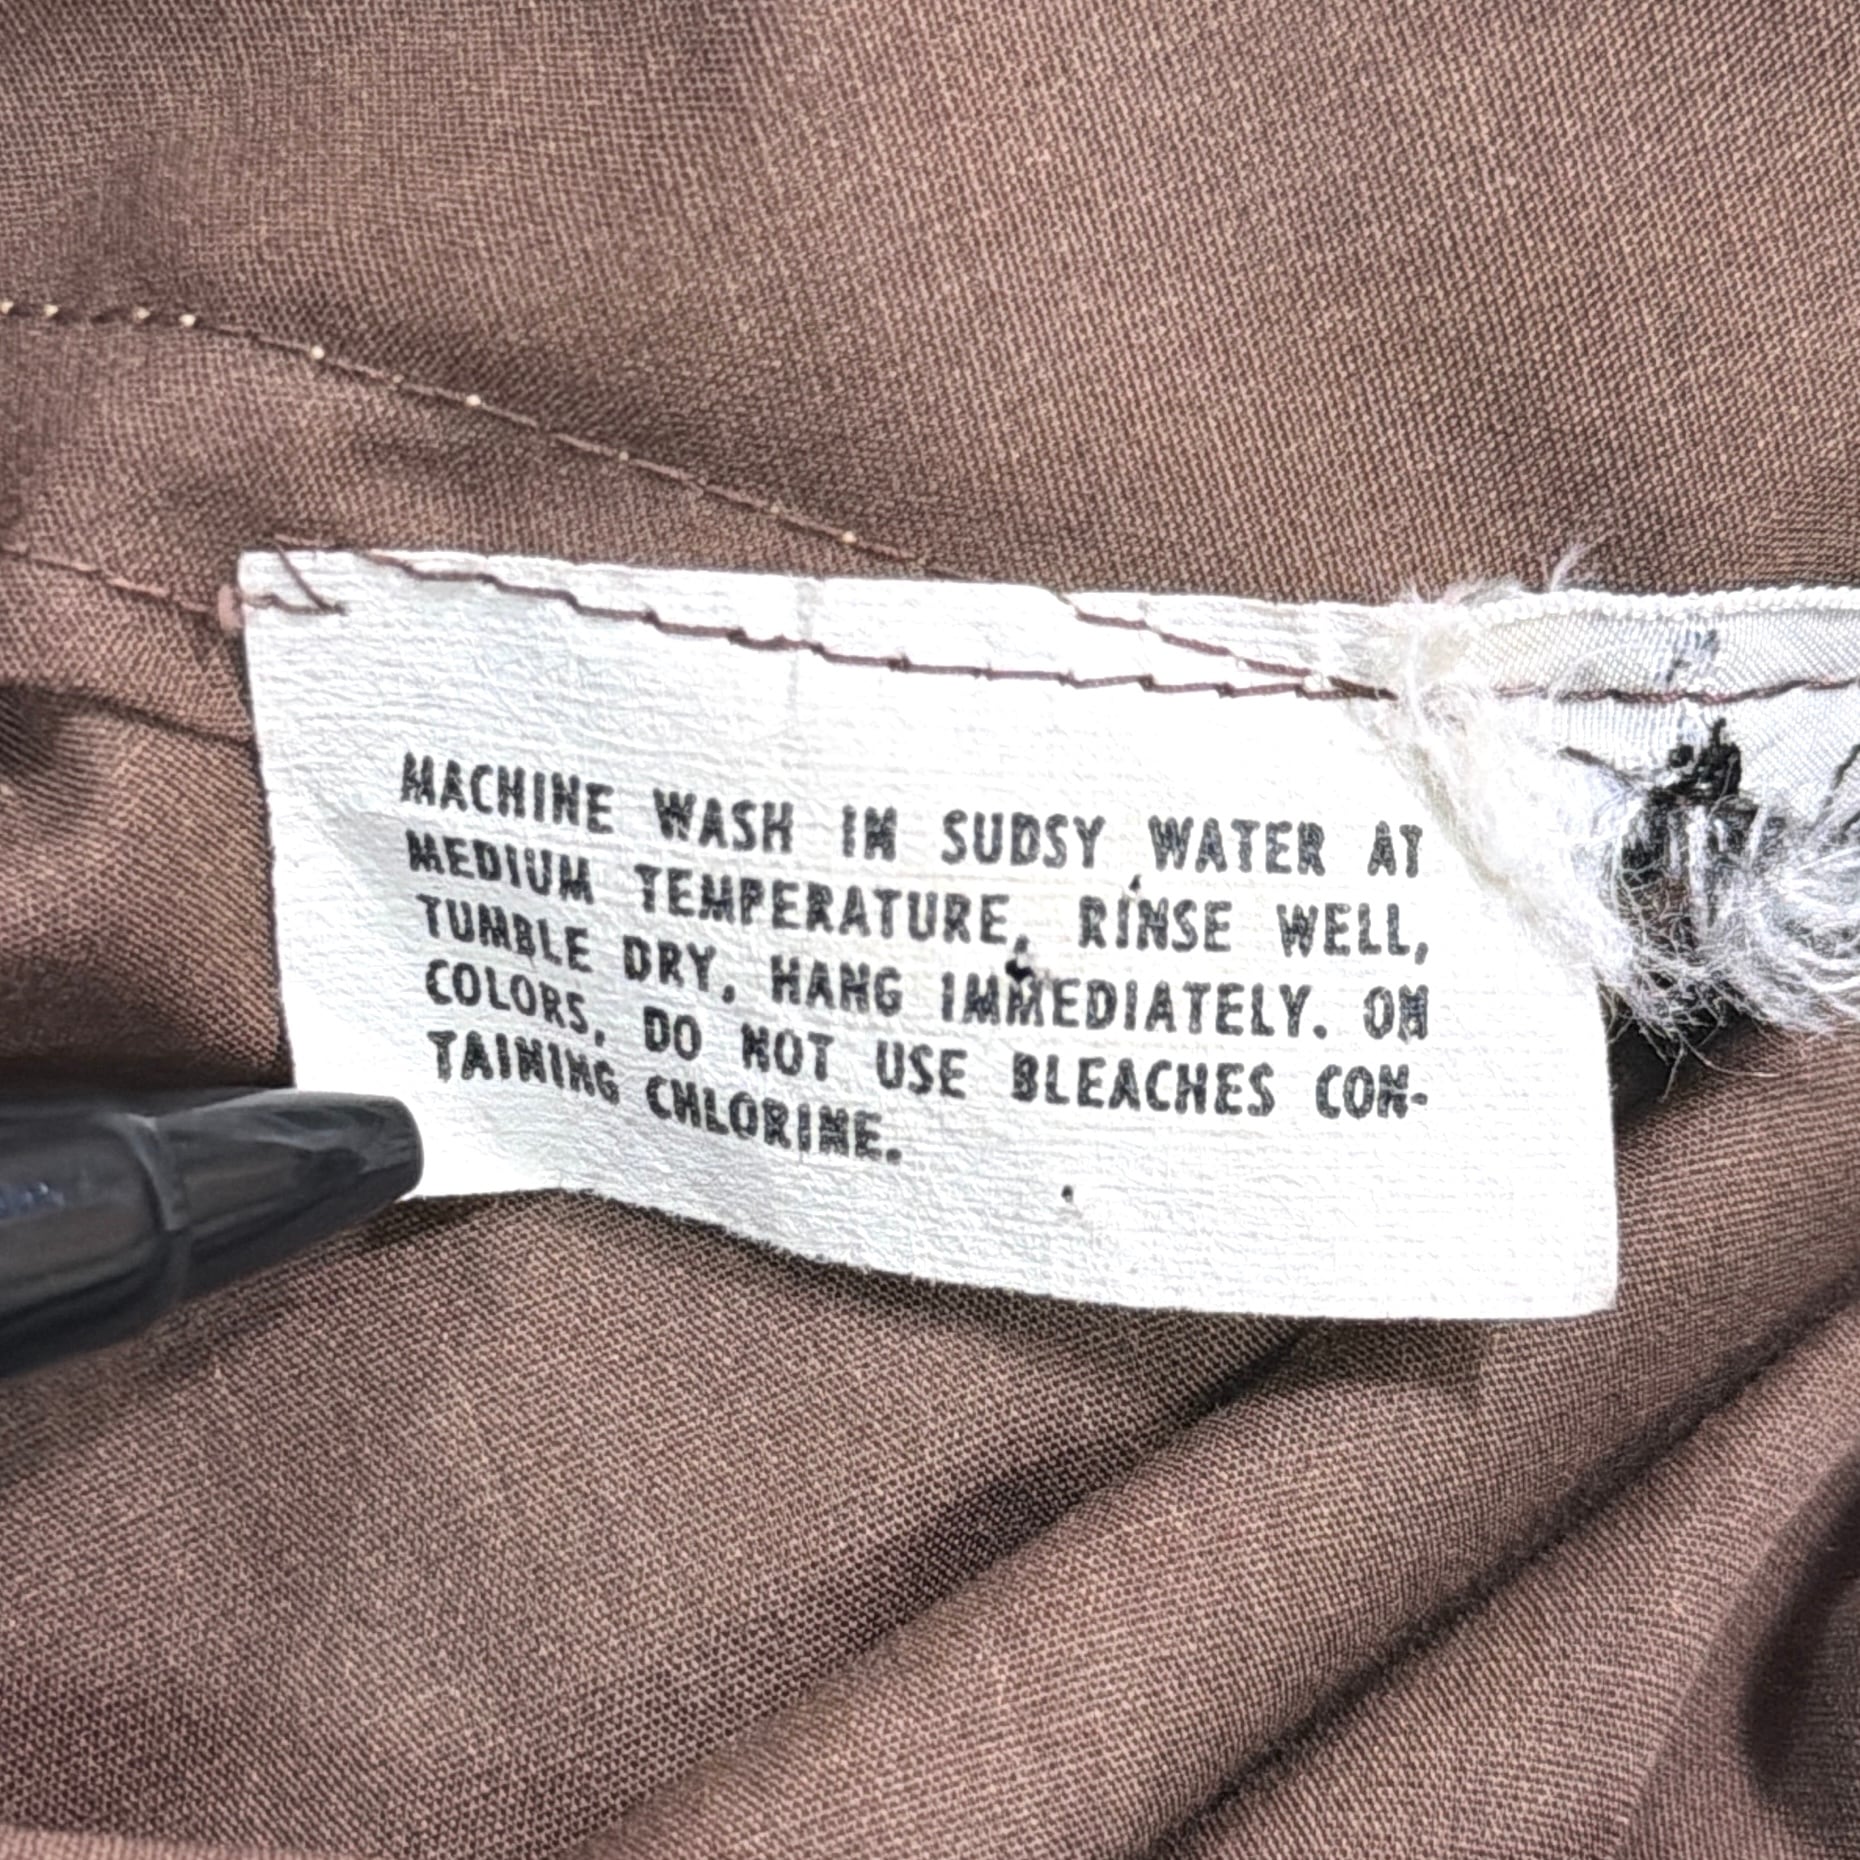 MACHINE WASH IN SUDSY WATER AT
MEDIUM TEMPERATURE, RINSE WELL,
TUMBLE DRY, HANG IMMEDIATELY. ON
COLORS, DO NOT USE BLEACHES CON-
TAINING CHLORINE.